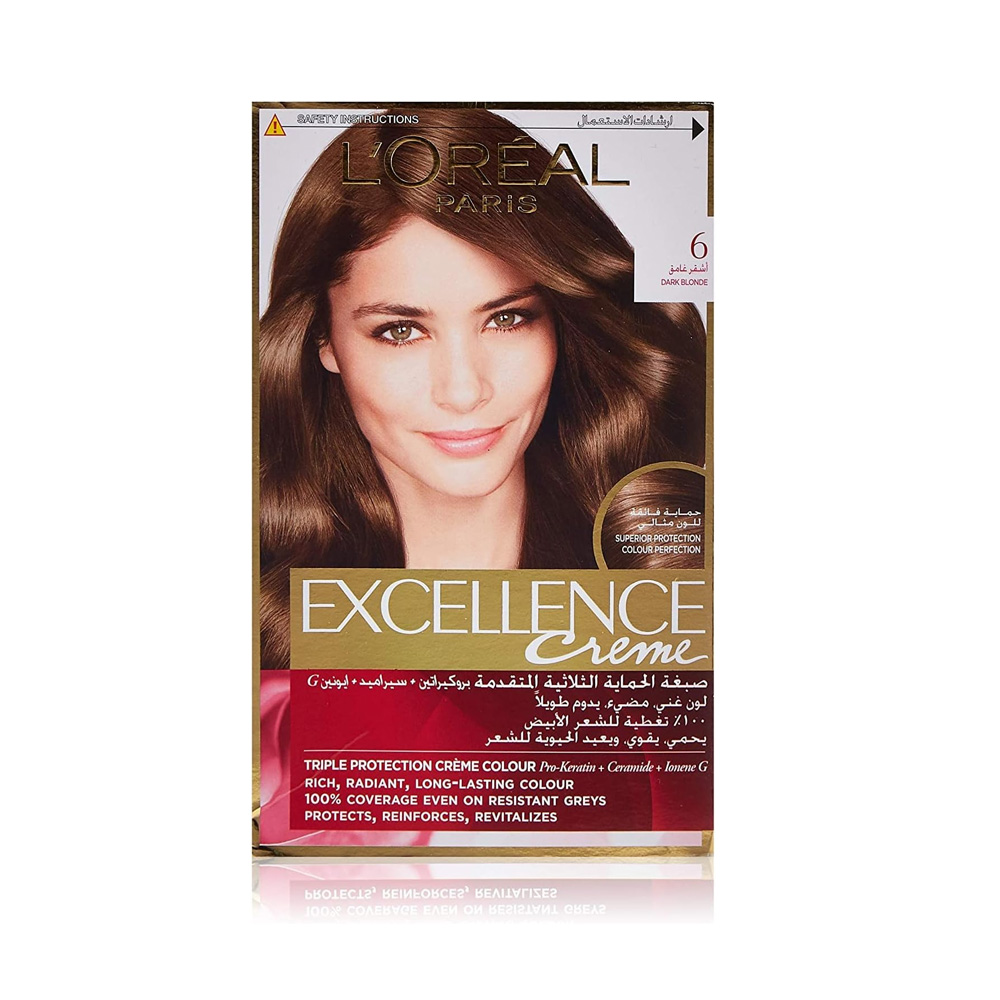 SAFETY INSTRUCTIONS
ارشادات الاستعمال
L'ORÉAL
PARIS
6
أشقر غامق
DARK BLONDE
حماية فائقة
للون مثالي
SUPERIOR PROTECTION
COLOUR PERFECTION
EXCELLENCE
Creme
صبغة الحماية الثلاثية المتقدمة بروكيراتين + سيراميد + ايونين G
لون غني، مضيء، يدوم طويلاً
١٠٠٪ تغطية للشعر الأبيض
يحمي، يقوي، ويعيد الحيوية للشعر
TRIPLE PROTECTION CRÈME COLOUR Pro-Keratin + Ceramide + Ionene G
RICH, RADIANT, LONG-LASTING COLOUR
100% COVERAGE EVEN ON RESISTANT GREYS
PROTECTS, REINFORCES, REVITALIZES